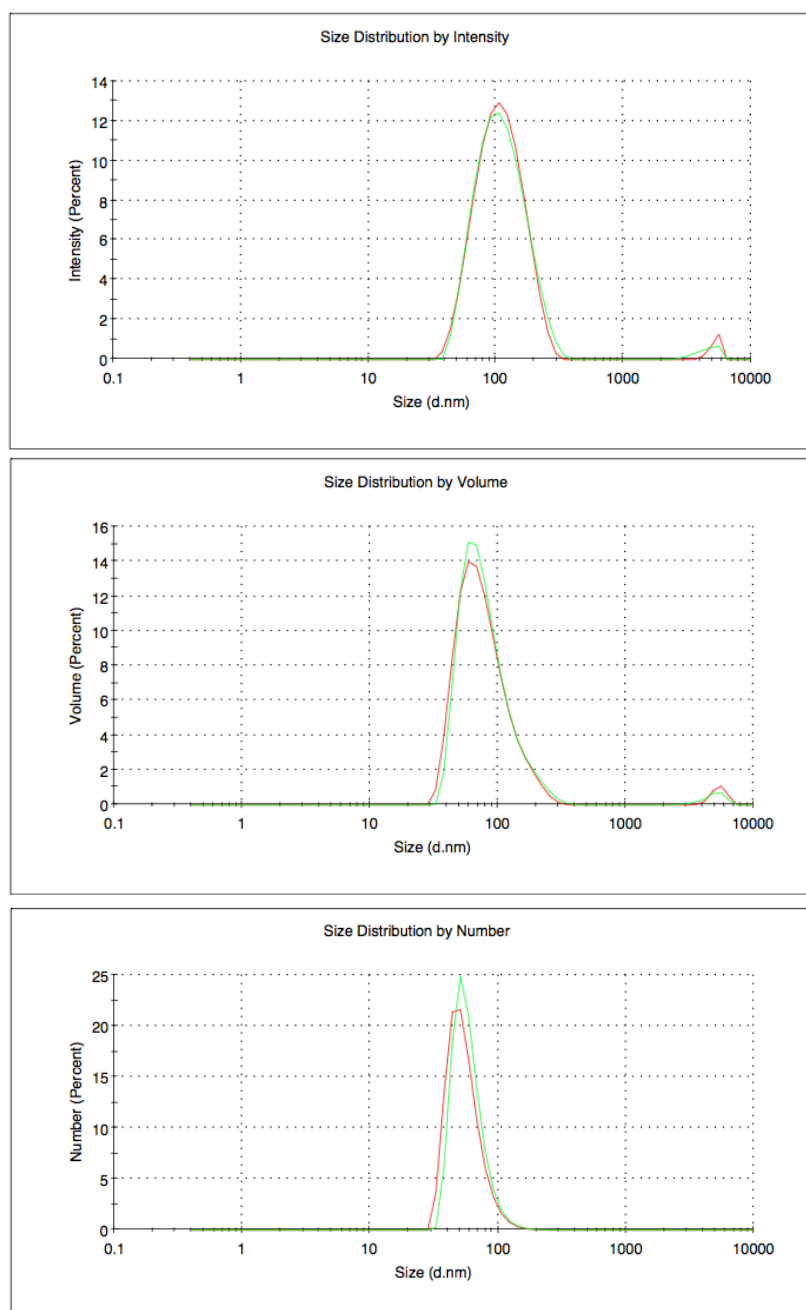 Size Distribution by Intensity
14
12
10
8
6
4
2
0
Intensity (Percent)
0.1 1 10 100 1000 10000
Size (d.nm)
Size Distribution by Volume
16
14
12
10
8
6
4
2
0
Volume (Percent)
0.1 1 10 100 1000 10000
Size (d.nm)
Size Distribution by Number
25
20
15
10
5
0
Number (Percent)
0.1 1 10 100 1000 10000
Size (d.nm)